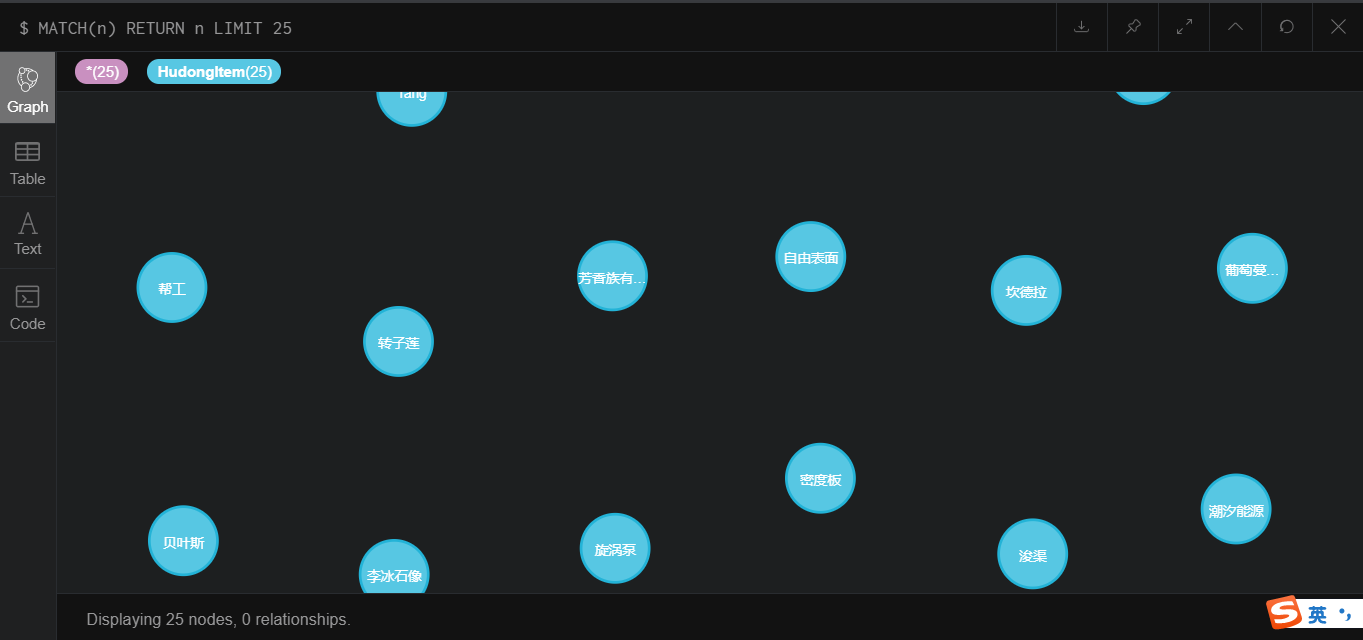 $ MATCH(n) RETURN n LIMIT 25
*(25) HudongItem(25)
Graph
Table
Text
Code
Tang
帮工
芳香族有...
自由表面
坎德拉
葡萄蔓...
转子莲
密度板
潮汐能源
贝叶斯
李冰石像
旋涡泵
浚渠
Displaying 25 nodes, 0 relationships.
S 英